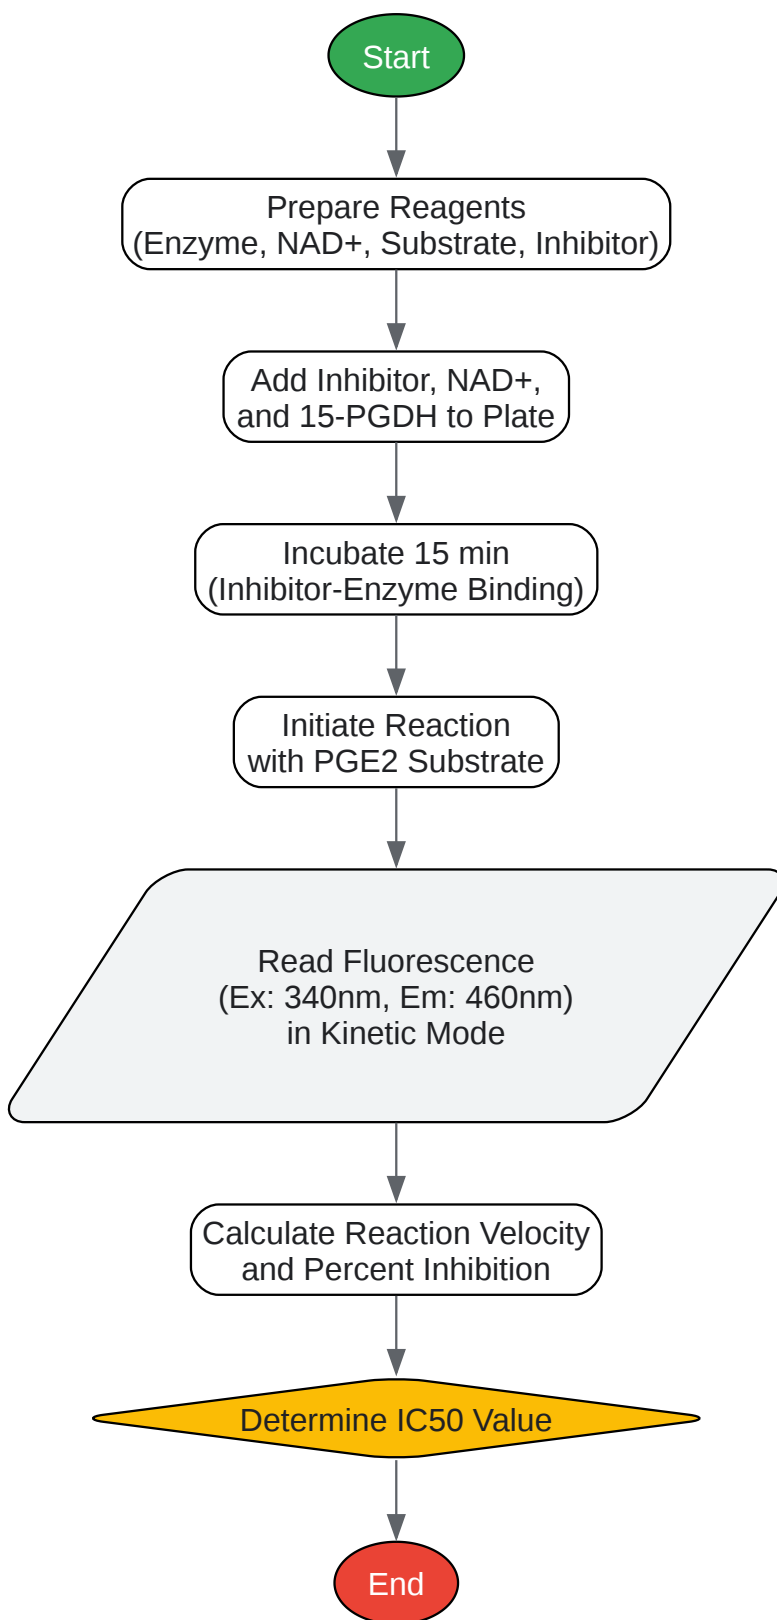 Start
Prepare Reagents
(Enzyme, NAD+, Substrate, Inhibitor)
Add Inhibitor, NAD+,
and 15-PGDH to Plate
Incubate 15 min
(Inhibitor-Enzyme Binding)
Initiate Reaction
with PGE2 Substrate
Read Fluorescence
(Ex: 340nm, Em: 460nm)
in Kinetic Mode
Calculate Reaction Velocity
and Percent Inhibition
Determine IC50 Value
End